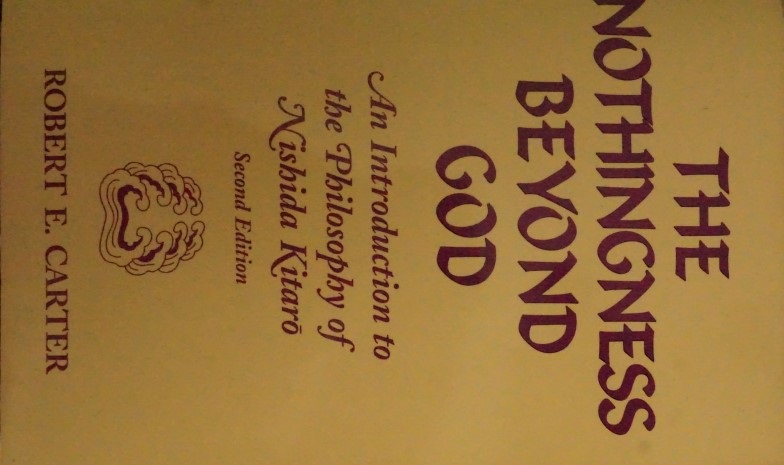 THE
NOTHINGNESS
BEYOND
GOD
An Introduction to
the Philosophy of
Nishida Kitarō
Second Edition
ROBERT E. CARTER